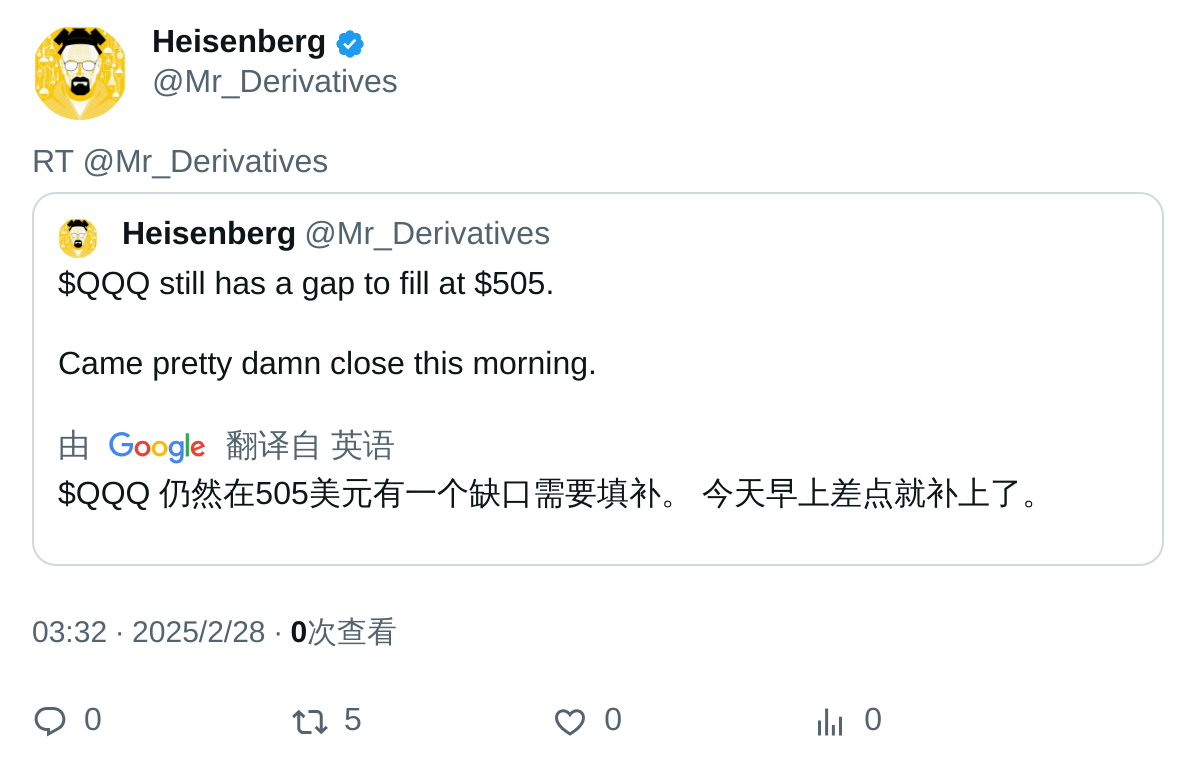 Heisenberg
@Mr_Derivatives
RT @Mr_Derivatives
Heisenberg @Mr_Derivatives
$QQQ still has a gap to fill at $505.
Came pretty damn close this morning.
由 Google 翻译自 英语
$QQQ 仍然在505美元有一个缺口需要填补。 今天早上差点就补上了。
03:32 · 2025/2/28 · 0次查看
0 5 0 0